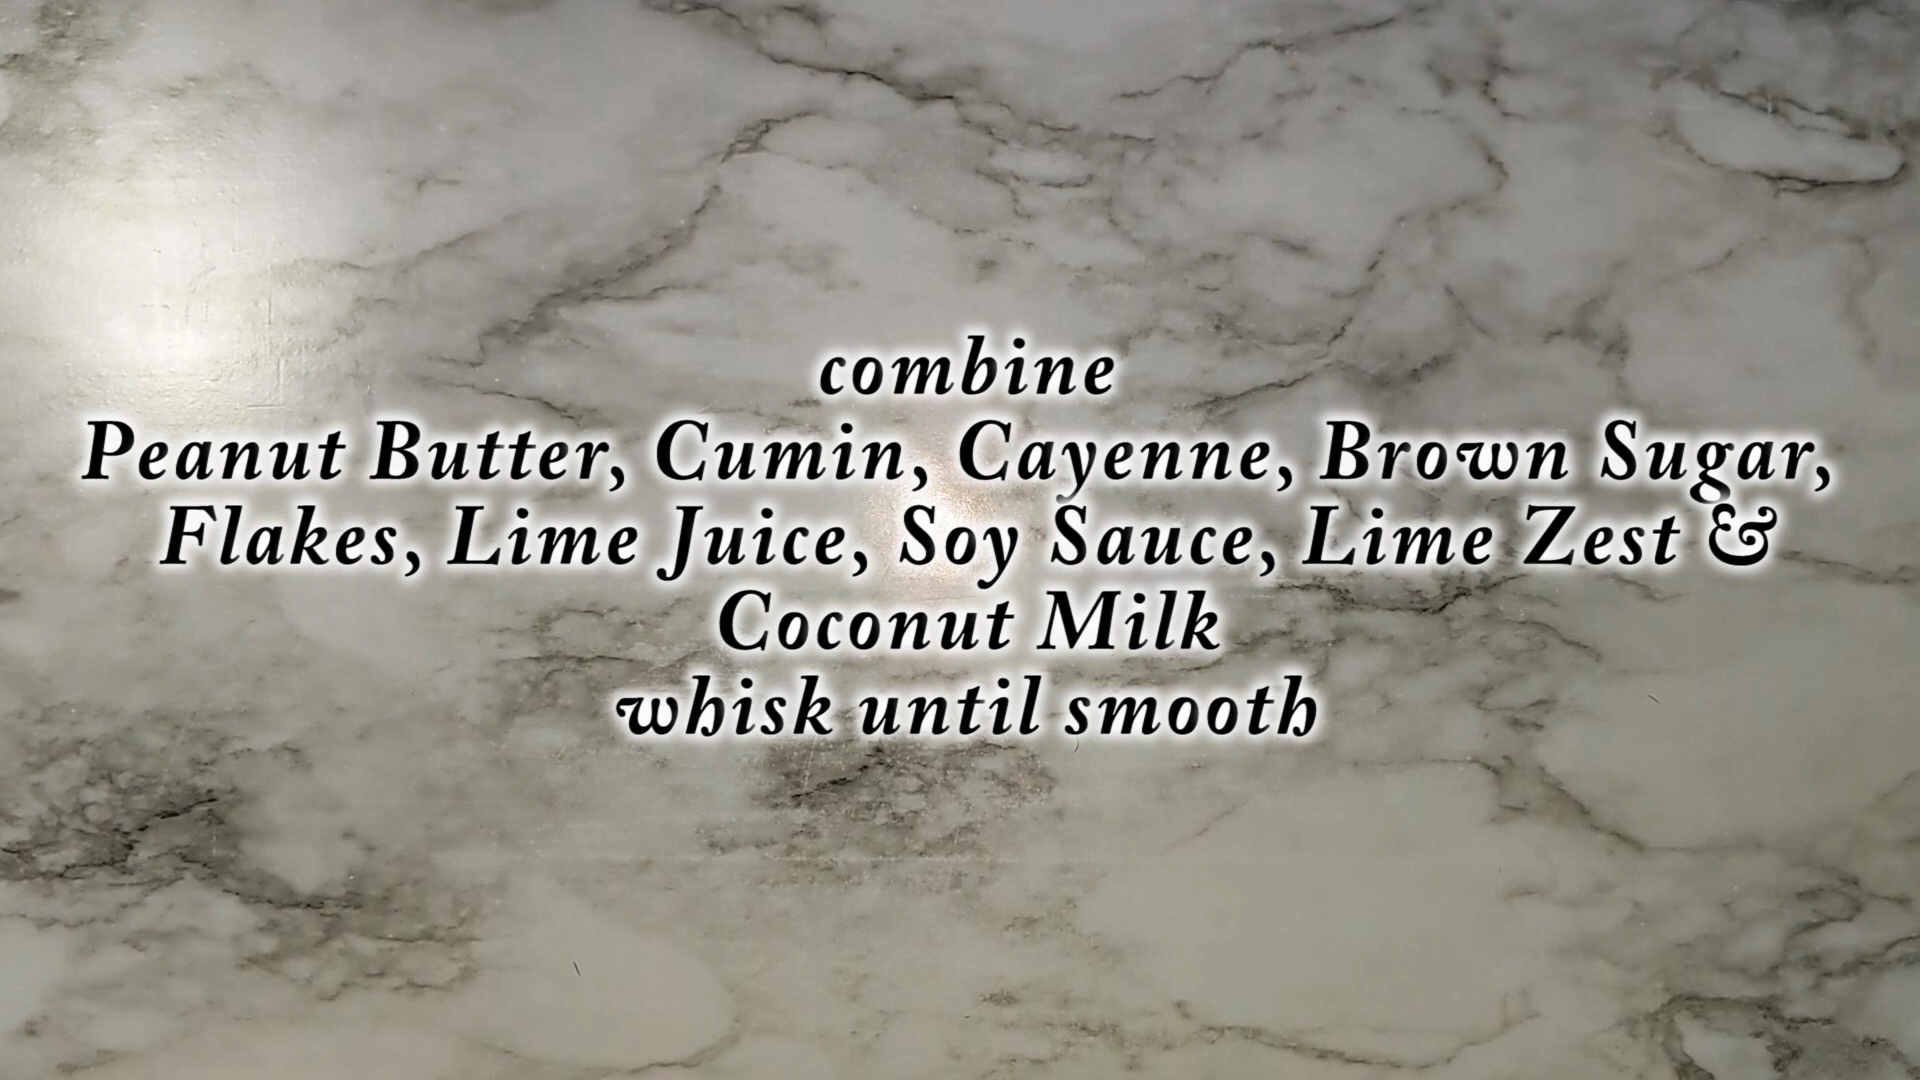 combine
Peanut Butter, Cumin, Cayenne, Brown Sugar,
Flakes, Lime Juice, Soy Sauce, Lime Zest &
Coconut Milk
whisk until smooth